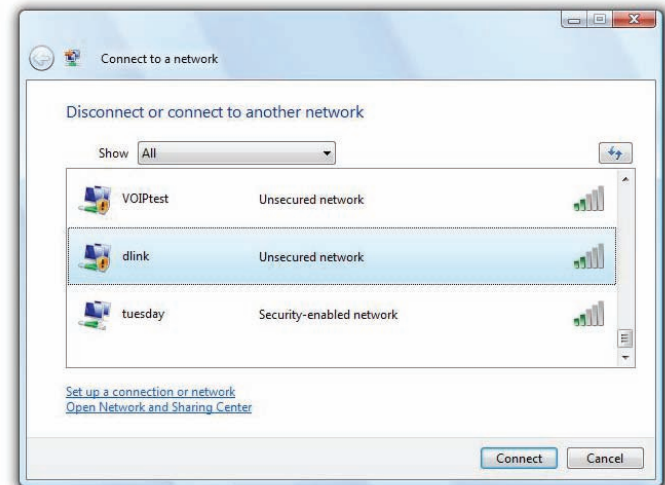 Connect to a network
Disconnect or connect to another network
Show All
VOIPtest Unsecured network
dlink Unsecured network
tuesday Security-enabled network
Set up a connection or network
Open Network and Sharing Center
Connect Cancel